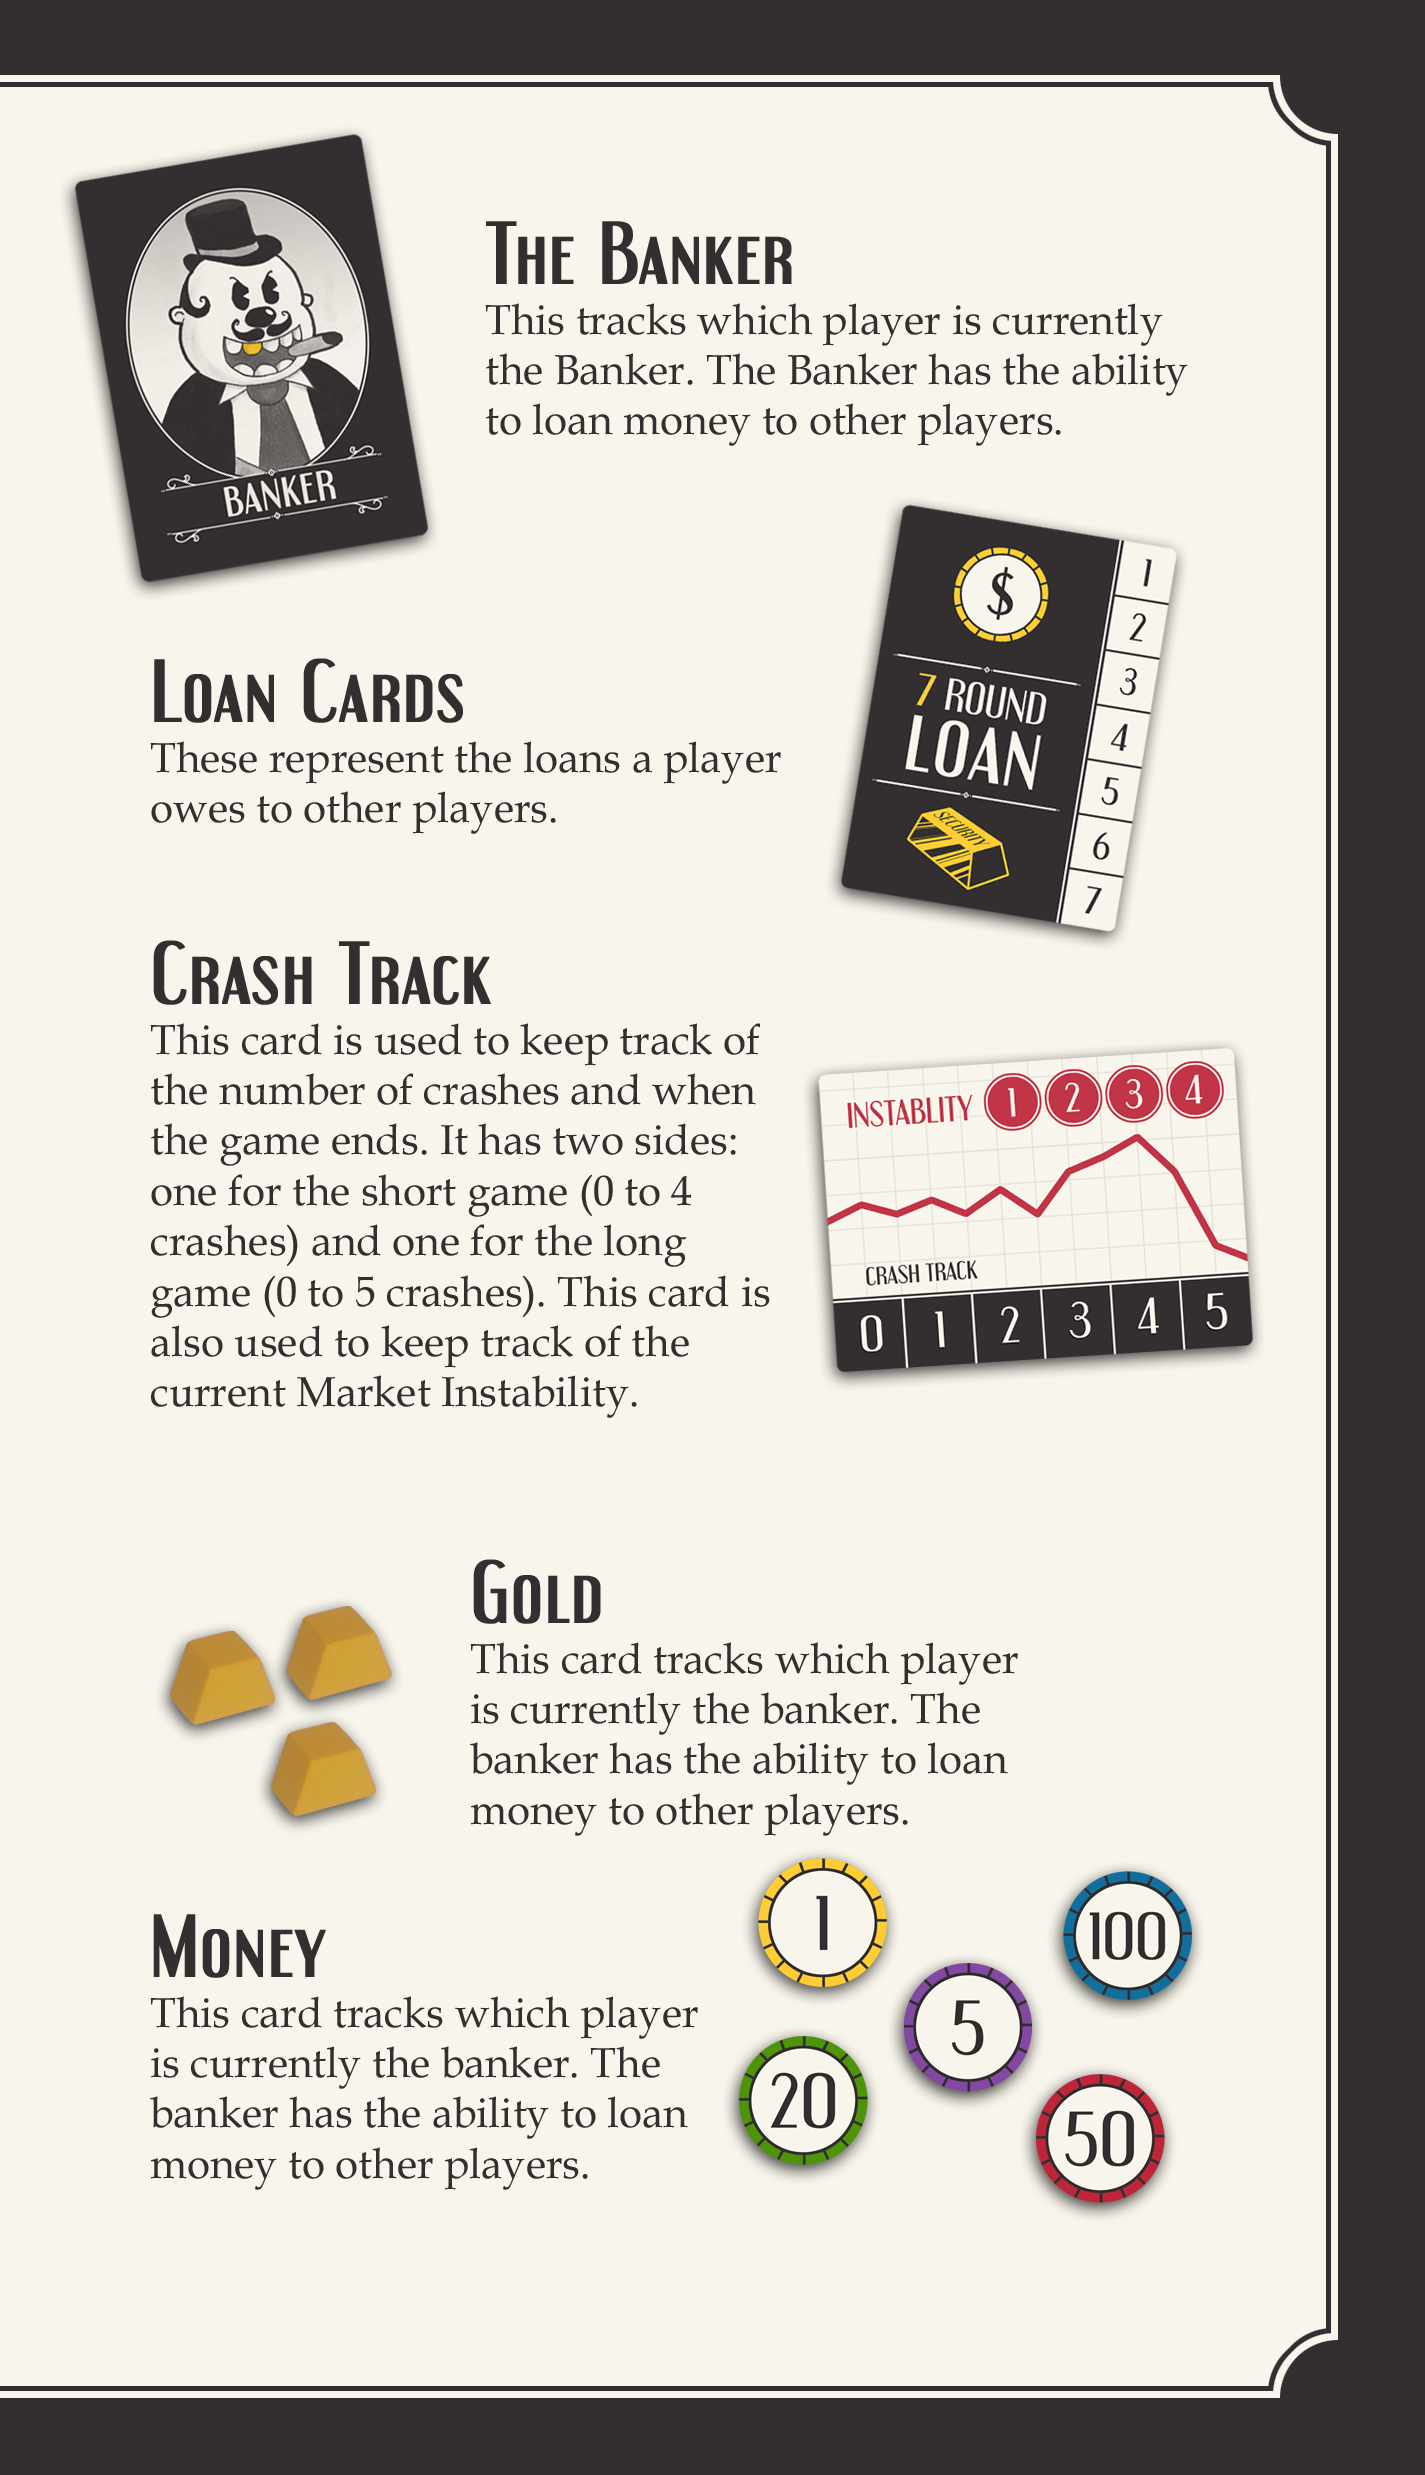 BANKER
The Banker
This tracks which player is currently
the Banker. The Banker has the ability
to loan money to other players.
$
7 ROUND
LOAN
SECURITY
1
2
3
4
5
6
7
Loan Cards
These represent the loans a player
owes to other players.
Crash Track
This card is used to keep track of
the number of crashes and when
the game ends. It has two sides:
one for the short game (0 to 4
crashes) and one for the long
game (0 to 5 crashes). This card is
also used to keep track of the
current Market Instability.
INSTABLITY 1 2 3 4
CRASH TRACK
0 1 2 3 4 5
Gold
This card tracks which player
is currently the banker. The
banker has the ability to loan
money to other players.
Money
This card tracks which player
is currently the banker. The
banker has the ability to loan
money to other players.
1
100
5
20
50